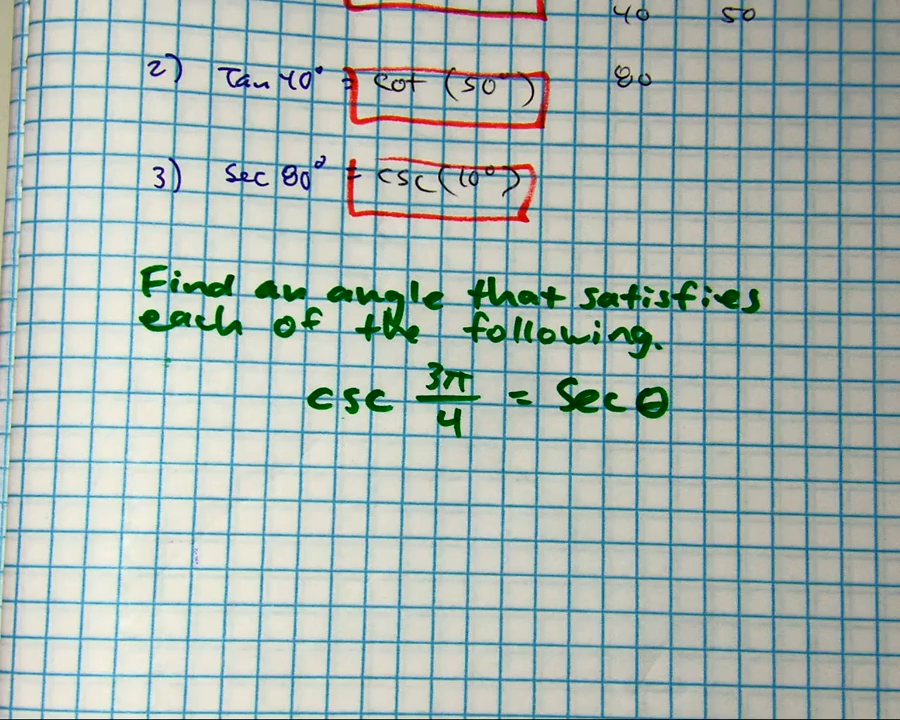 40 50
2) Tan 40° = cot (50°) 80
3) Sec 80° = csc (10°)
Find an angle that satisfies
each of the following.
csc 3π/4 = Sec θ